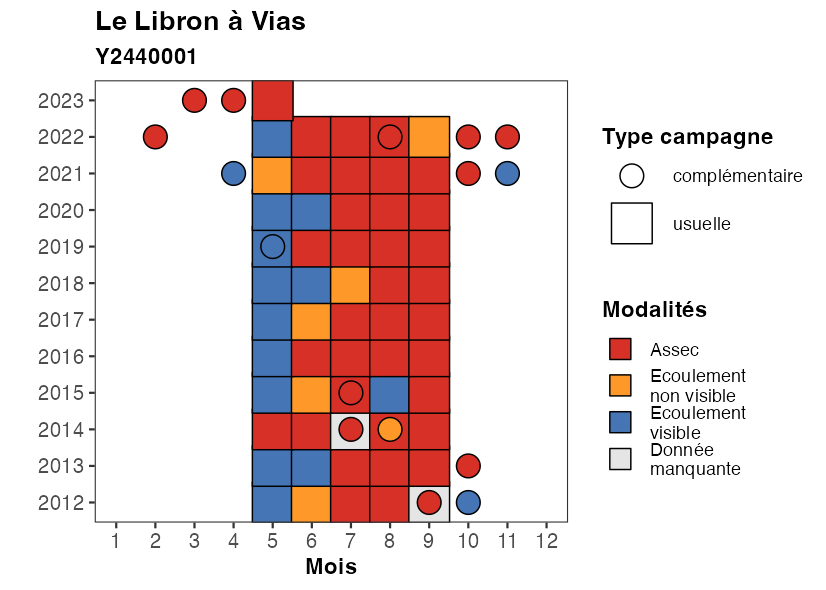 Le Libron à Vias
Y2440001
2023
2022
2021
2020
2019
2018
2017
2016
2015
2014
2013
2012
1 2 3 4 5 6 7 8 9 10 11 12
Mois
Type campagne
complémentaire
usuelle
Modalités
Assec
Ecoulement
non visible
Ecoulement
visible
Donnée
manquante